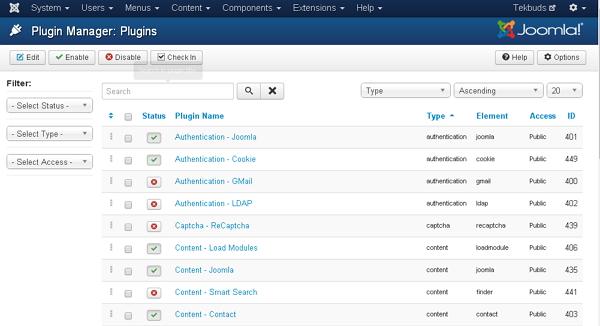 System Users Menus Content Components Extensions Help Tekbuds
Plugin Manager: Plugins Joomla!
Edit Enable Disable Check In Help Options
Filter:
- Select Status -
- Select Type -
- Select Access -
Search Type Ascending 20
Status Plugin Name Type Element Access ID
Authentication - Joomla authentication joomla Public 401
Authentication - Cookie authentication cookie Public 449
Authentication - GMail authentication gmail Public 400
Authentication - LDAP authentication ldap Public 402
Captcha - ReCaptcha captcha recaptcha Public 439
Content - Load Modules content loadmodule Public 406
Content - Joomla content joomla Public 435
Content - Smart Search content finder Public 441
Content - Contact content contact Public 403